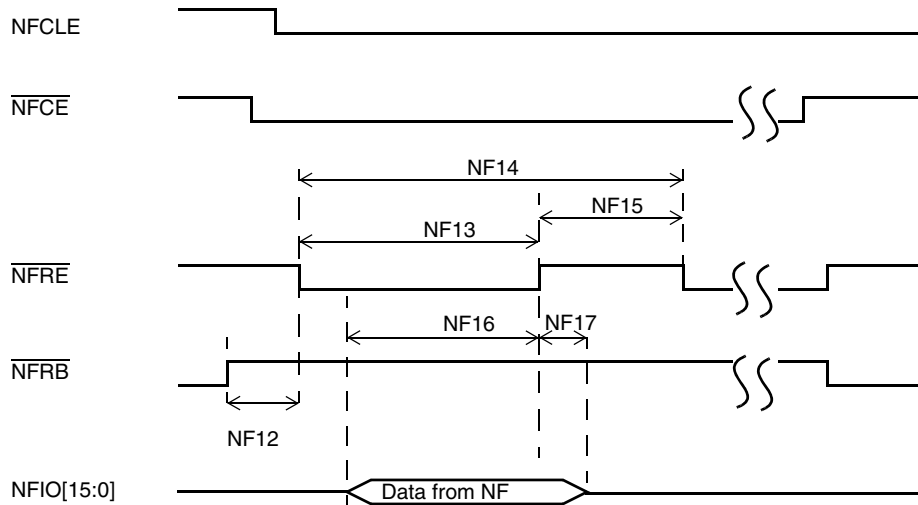 NFCLE
NFCE
NF14
NF15
NF13
NFRE
NF16
NF17
NFRB
NF12
NFIO[15:0]
Data from NF